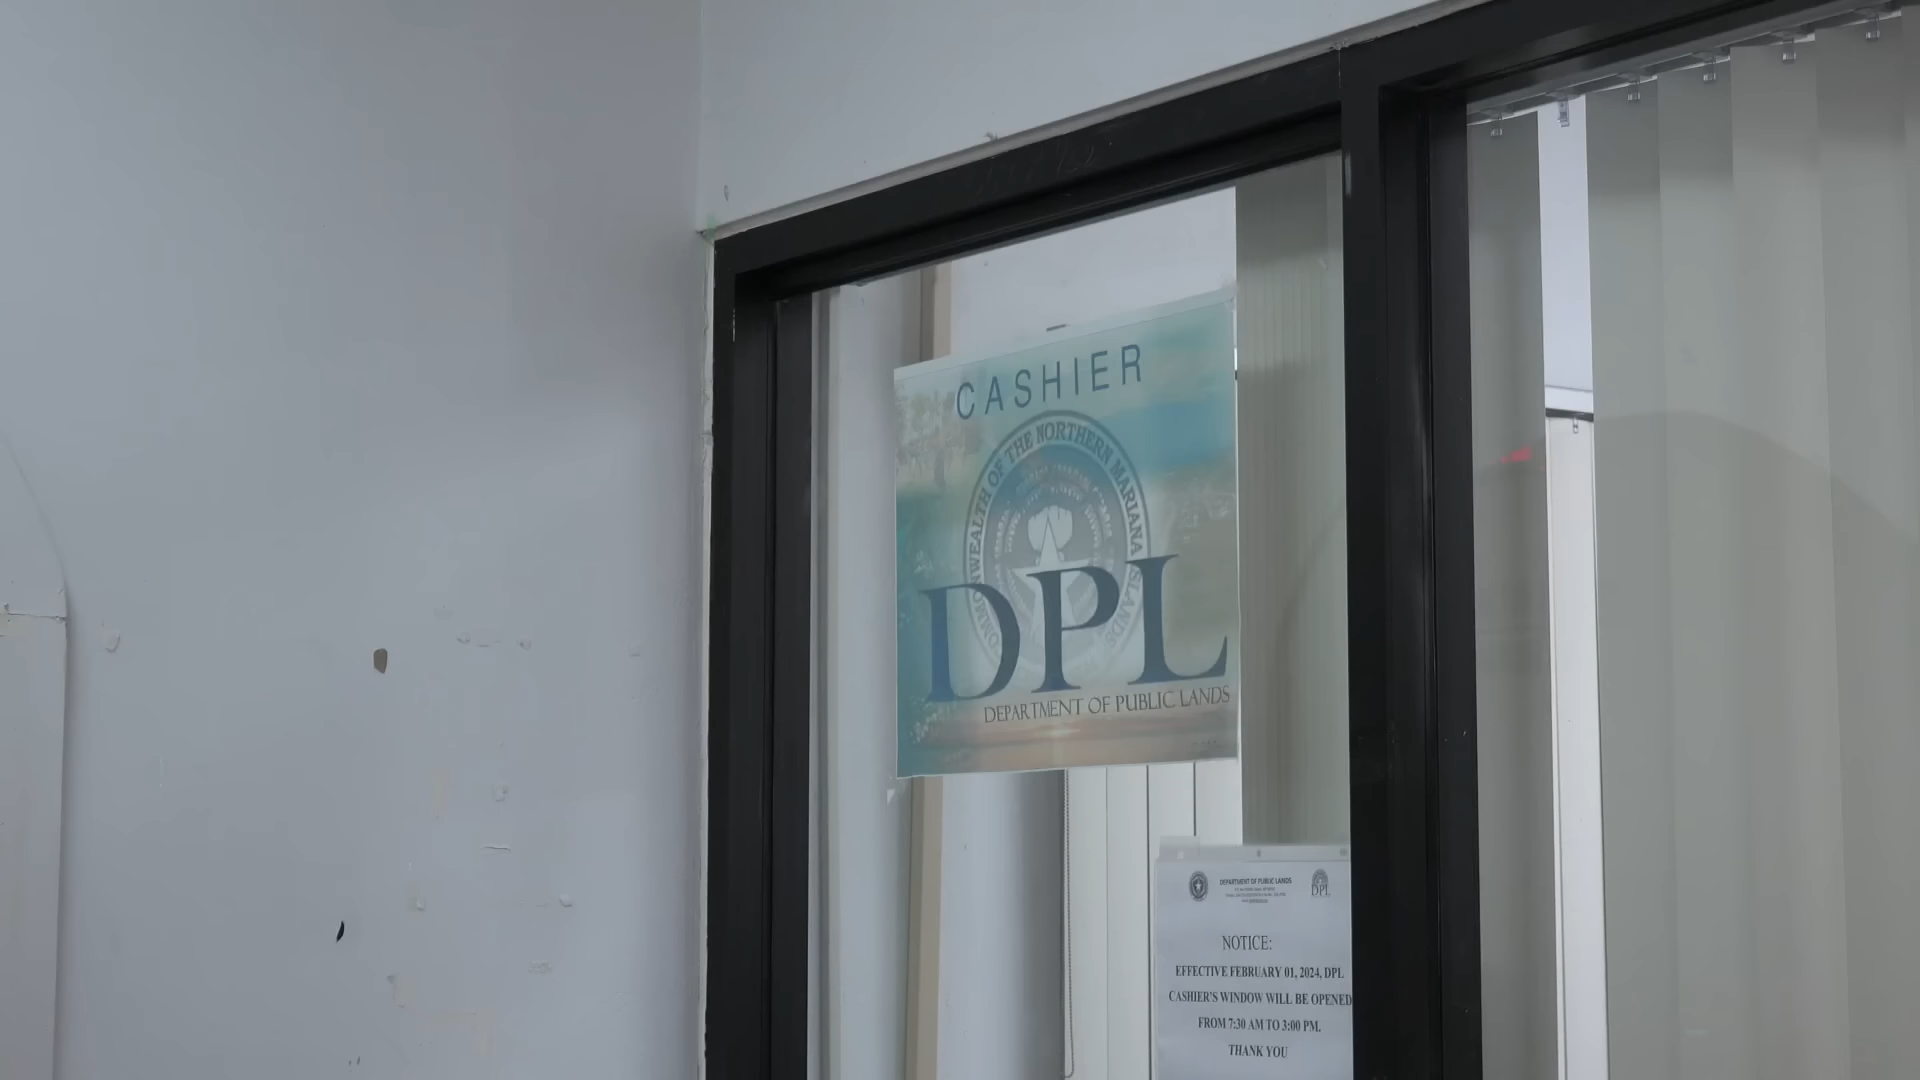 CASHIER
COMMONWEALTH OF THE NORTHERN MARIANA ISLANDS
DPL
DEPARTMENT OF PUBLIC LANDS
DEPARTMENT OF PUBLIC LANDS
DPL
NOTICE:
EFFECTIVE FEBRUARY 01, 2024, DPL
CASHIER'S WINDOW WILL BE OPENED
FROM 7:30 AM TO 3:00 PM.
THANK YOU